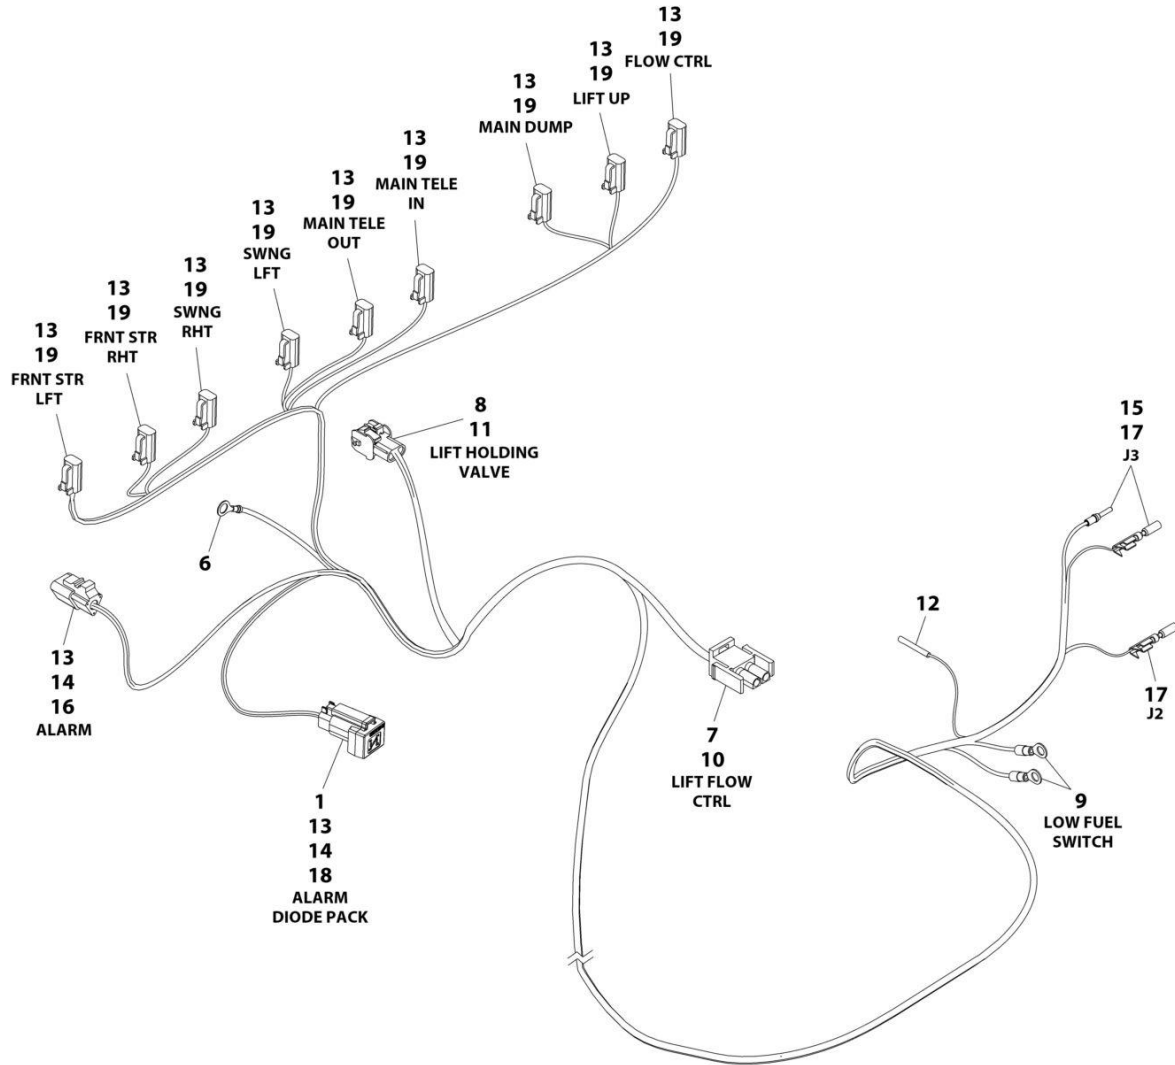 13
19
FLOW CTRL
13
19
LIFT UP
13
19
MAIN DUMP
13
19
MAIN TELE
IN
13
19
MAIN TELE
OUT
13
19
SWNG
LFT
13
19
SWNG
RHT
13
19
FRNT STR
RHT
13
19
FRNT STR
LFT
8
11
LIFT HOLDING
VALVE
15
17
J3
6
12
17
J2
13
14
16
ALARM
7
10
LIFT FLOW
CTRL
9
LOW FUEL
SWITCH
1
13
14
18
ALARM
DIODE PACK